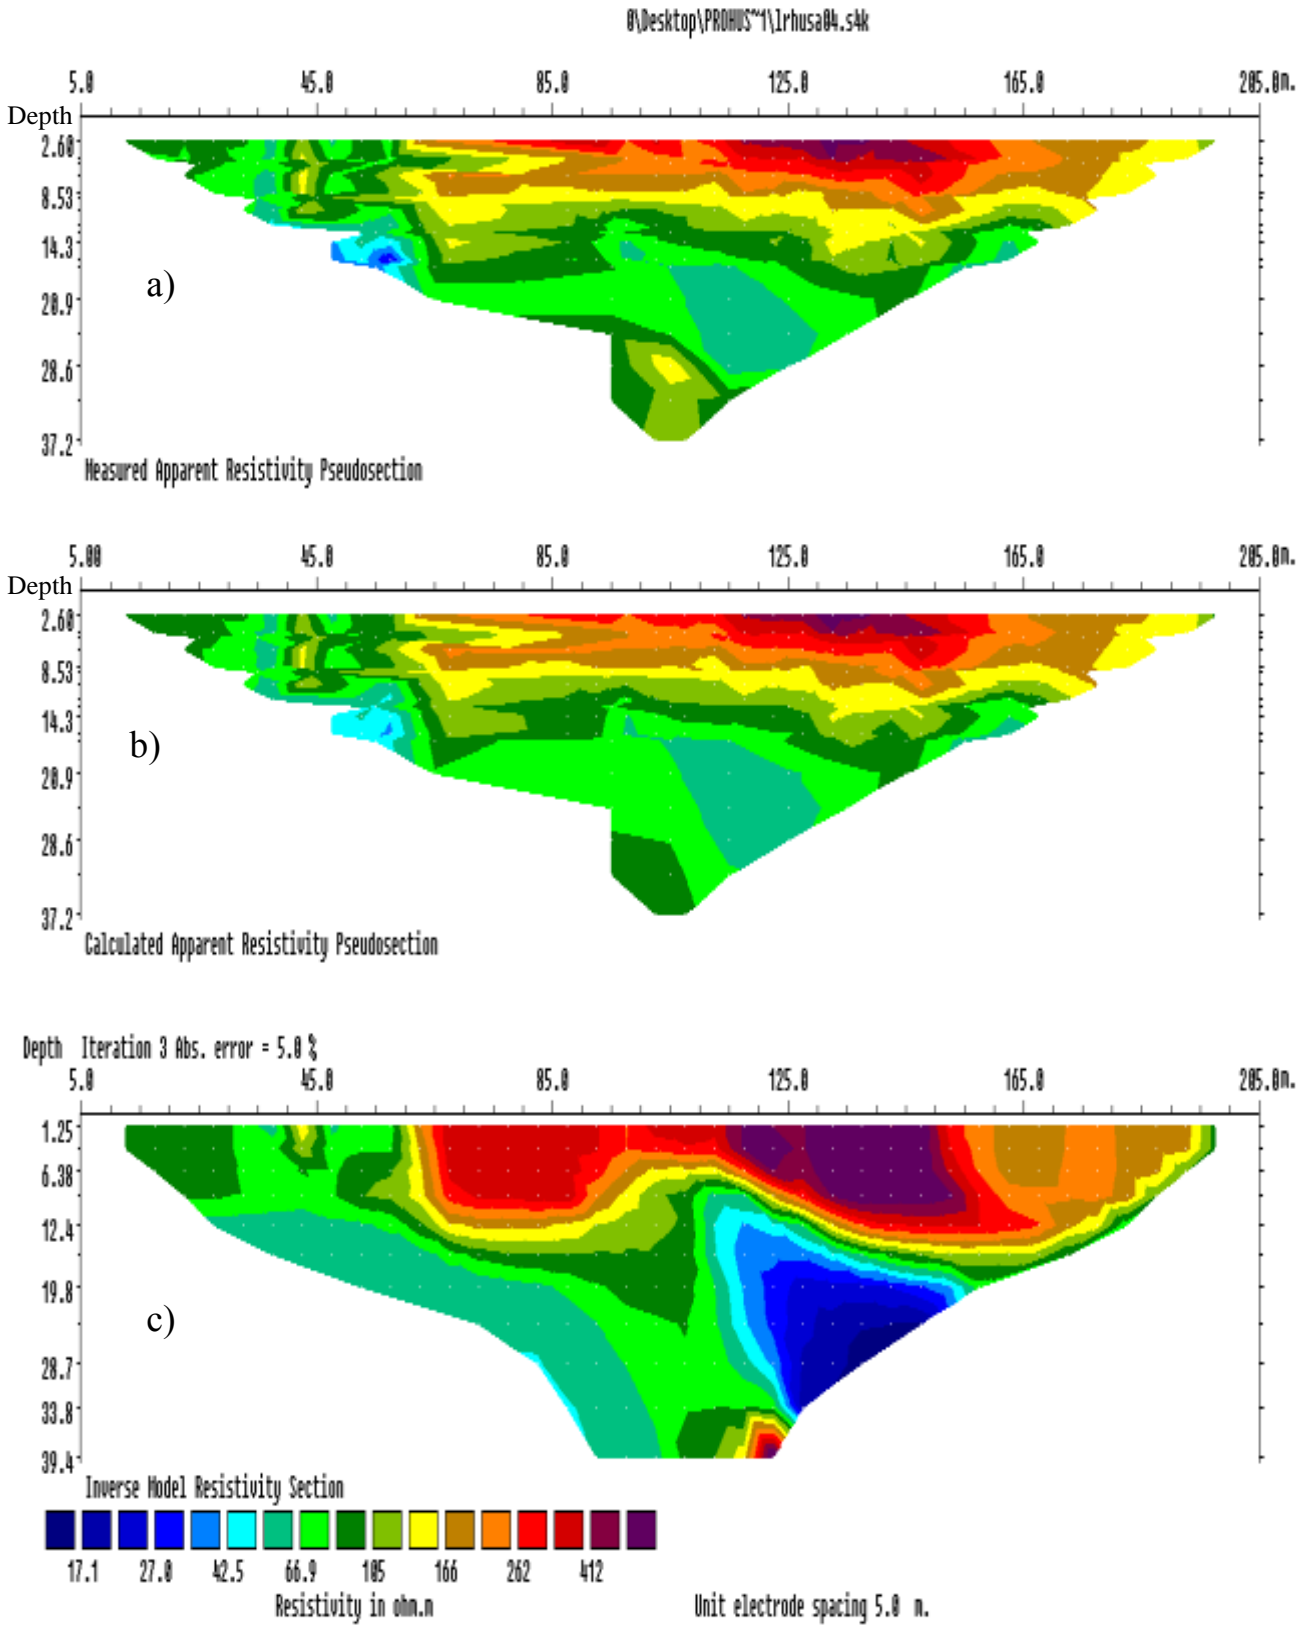 0\Desktop\PROHUS~1\lrhusa04.s4k
5.0 45.0 85.0 125.0 165.0 205.0m.
Depth
2.60
8.53
14.3
a)
20.9
28.6
37.2
Measured Apparent Resistivity Pseudosection
5.00 45.0 85.0 125.0 165.0 205.0m.
Depth
2.60
8.53
14.3
b)
20.9
28.6
37.2
Calculated Apparent Resistivity Pseudosection
Depth Iteration 3 Abs. error = 5.0 %
5.0 45.0 85.0 125.0 165.0 205.0m.
1.25
6.38
12.4
19.8
c)
28.7
33.8
39.4
Inverse Model Resistivity Section
17.1 27.0 42.5 66.9 105 166 262 412
Resistivity in ohm.m Unit electrode spacing 5.0 m.